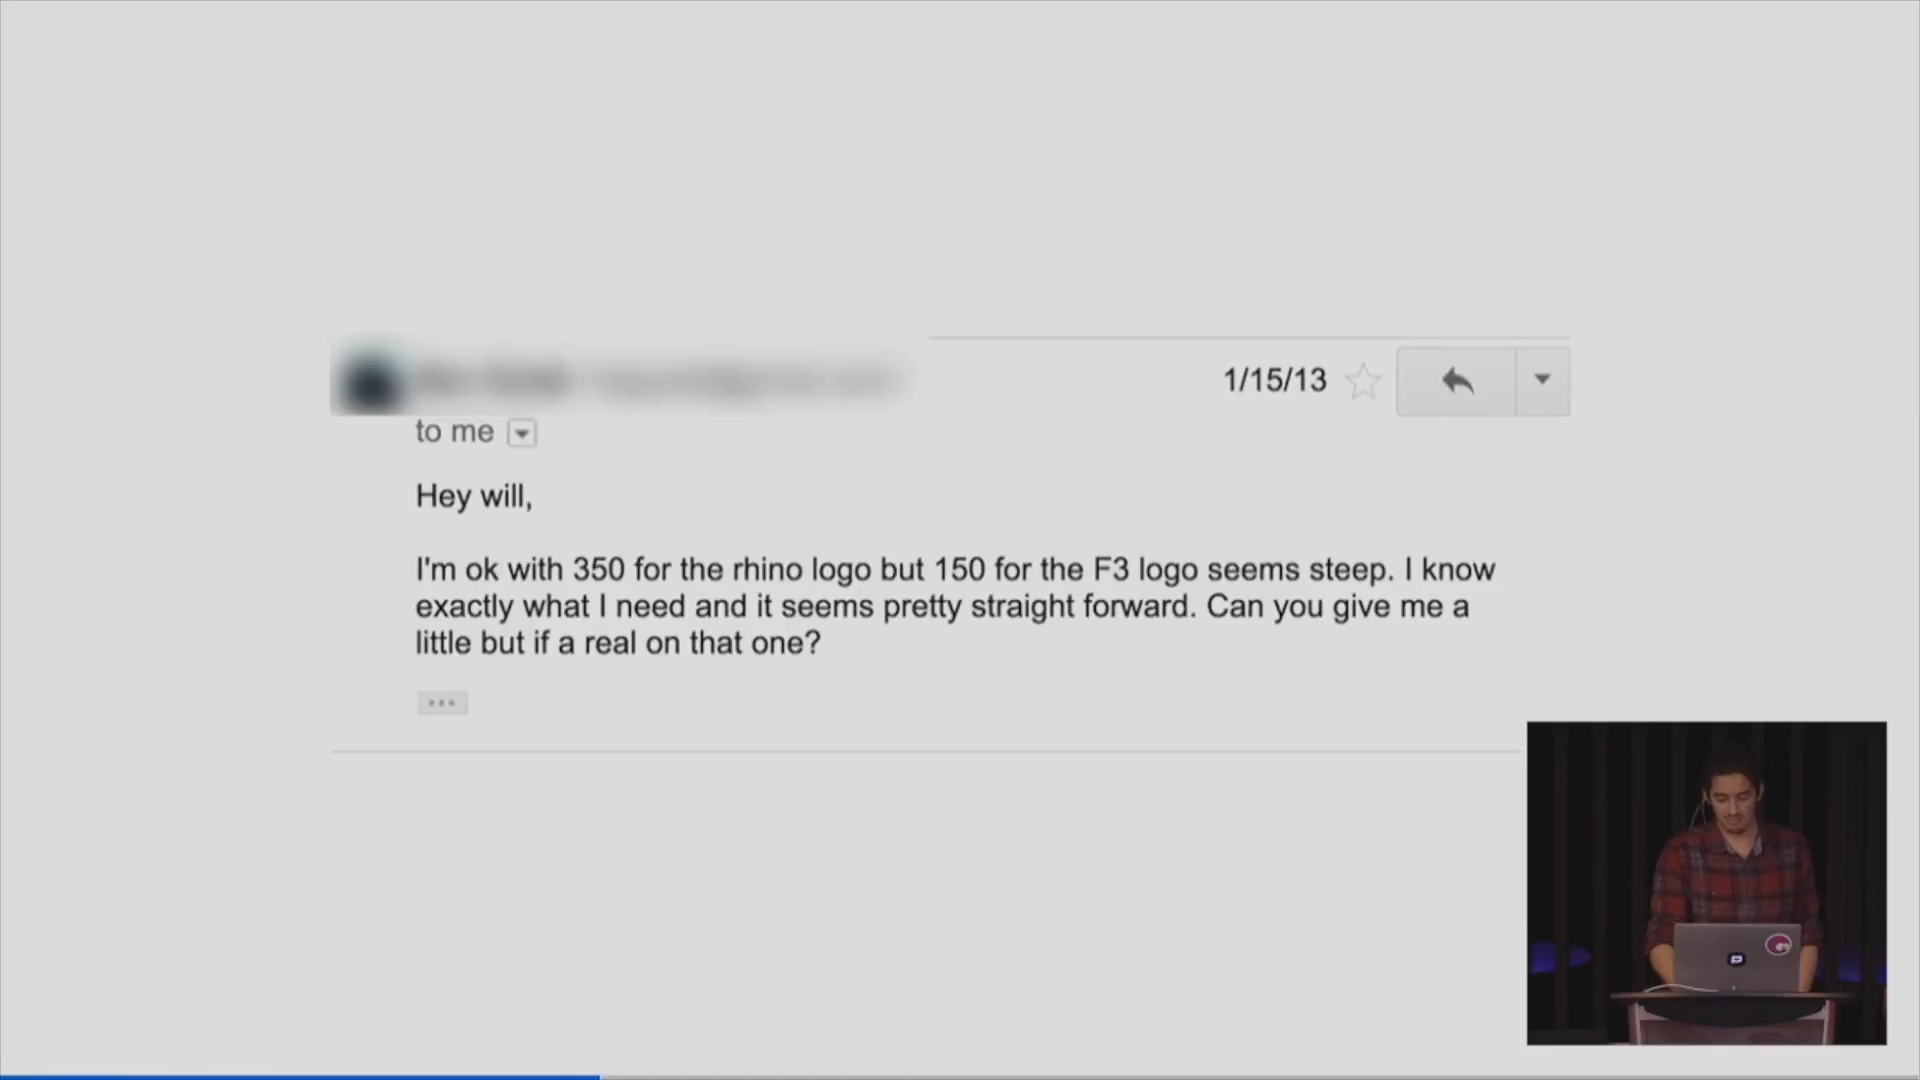 1/15/13
to me
Hey will,
I'm ok with 350 for the rhino logo but 150 for the F3 logo seems steep. I know
exactly what I need and it seems pretty straight forward. Can you give me a
little but if a real on that one?